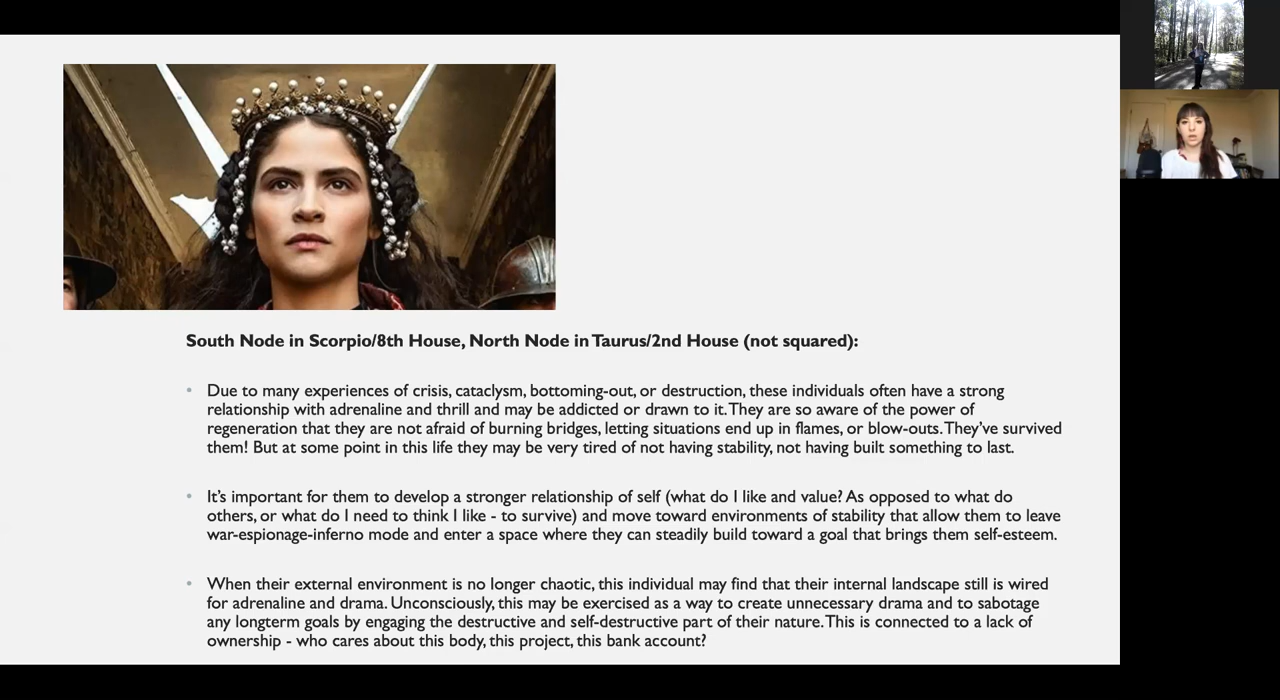 South Node in Scorpio/8th House, North Node in Taurus/2nd House (not squared):
• Due to many experiences of crisis, cataclysm, bottoming-out, or destruction, these individuals often have a strong
relationship with adrenaline and thrill and may be addicted or drawn to it. They are so aware of the power of
regeneration that they are not afraid of burning bridges, letting situations end up in flames, or blow-outs. They’ve survived
them! But at some point in this life they may be very tired of not having stability, not having built something to last.
• It’s important for them to develop a stronger relationship of self (what do I like and value? As opposed to what do
others, or what do I need to think I like - to survive) and move toward environments of stability that allow them to leave
war-espionage-inferno mode and enter a space where they can steadily build toward a goal that brings them self-esteem.
• When their external environment is no longer chaotic, this individual may find that their internal landscape still is wired
for adrenaline and drama. Unconsciously, this may be exercised as a way to create unnecessary drama and to sabotage
any longterm goals by engaging the destructive and self-destructive part of their nature. This is connected to a lack of
ownership - who cares about this body, this project, this bank account?